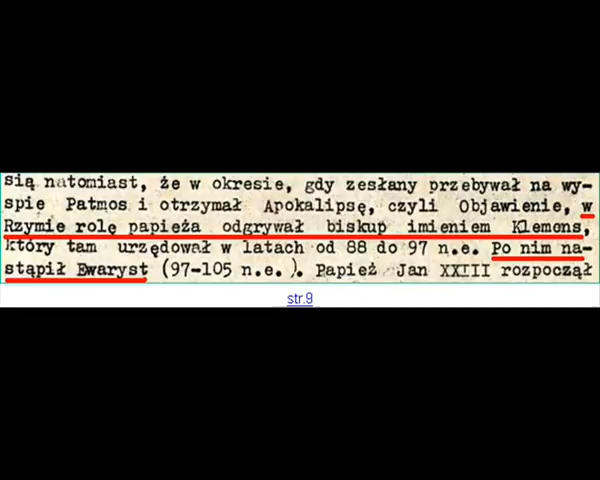 sią natomiast, że w okresie, gdy zesłany przebywał na wy-
spie Patmos i otrzymał Apokalipsę, czyli Objawienie, w
Rzymie rolę papieża odgrywał biskup imieniem Klemens,
który tam urzędował w latach od 88 do 97 n.e. Po nim na-
stąpił Ewaryst (97-105 n.e.). Papież Jan XXIII rozpoczął
str.9